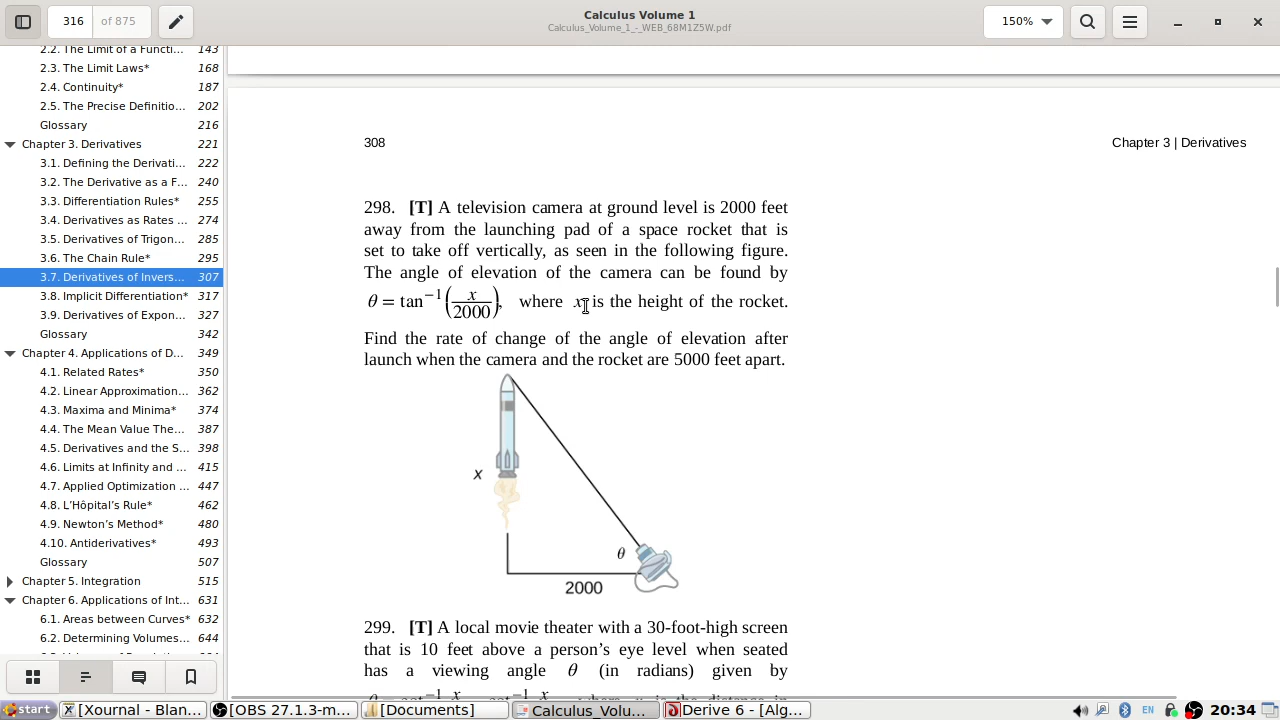 316 of 875
Calculus Volume 1
Calculus_Volume_1_-_WEB_68M1Z5W.pdf
150%
2.2. The Limit of a Functi... 143
2.3. The Limit Laws* 168
2.4. Continuity* 187
2.5. The Precise Definitio... 202
Glossary 216
Chapter 3. Derivatives 221
3.1. Defining the Derivati... 222
3.2. The Derivative as a F... 240
3.3. Differentiation Rules* 255
3.4. Derivatives as Rates ... 274
3.5. Derivatives of Trigon... 285
3.6. The Chain Rule* 295
3.7. Derivatives of Invers... 307
3.8. Implicit Differentiation* 317
3.9. Derivatives of Expon... 327
Glossary 342
Chapter 4. Applications of D... 349
4.1. Related Rates* 350
4.2. Linear Approximation... 362
4.3. Maxima and Minima* 374
4.4. The Mean Value The... 387
4.5. Derivatives and the S... 398
4.6. Limits at Infinity and ... 415
4.7. Applied Optimization ... 447
4.8. L'Hôpital's Rule* 462
4.9. Newton's Method* 480
4.10. Antiderivatives* 493
Glossary 507
Chapter 5. Integration 515
Chapter 6. Applications of Int... 631
6.1. Areas between Curves* 632
6.2. Determining Volumes... 644
308
Chapter 3 | Derivatives
298. [T] A television camera at ground level is 2000 feet
away from the launching pad of a space rocket that is
set to take off vertically, as seen in the following figure.
The angle of elevation of the camera can be found by
θ = tan⁻¹(x/2000), where x is the height of the rocket.
Find the rate of change of the angle of elevation after
launch when the camera and the rocket are 5000 feet apart.
x
θ
2000
299. [T] A local movie theater with a 30-foot-high screen
that is 10 feet above a person's eye level when seated
has a viewing angle θ (in radians) given by
start
[Xournal - Blan...
[OBS 27.1.3-m...
[Documents]
Calculus_Volu...
Derive 6 - [Alg...
EN
20:34